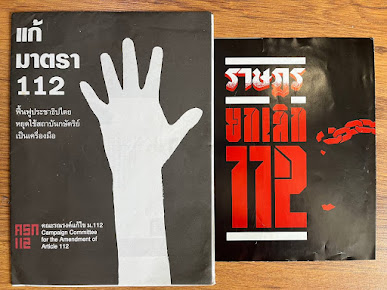 แก้
มาตรา
112
ฟื้นฟูประชาธิปไตย
หยุดใช้สถาบันกษัตริย์
เป็นเครื่องมือ
ครก
112
คณะรณรงค์แก้ไข ม.112
Campaign Committee
for the Amendment of
Article 112
ราษฎร
ยกเลิก
112